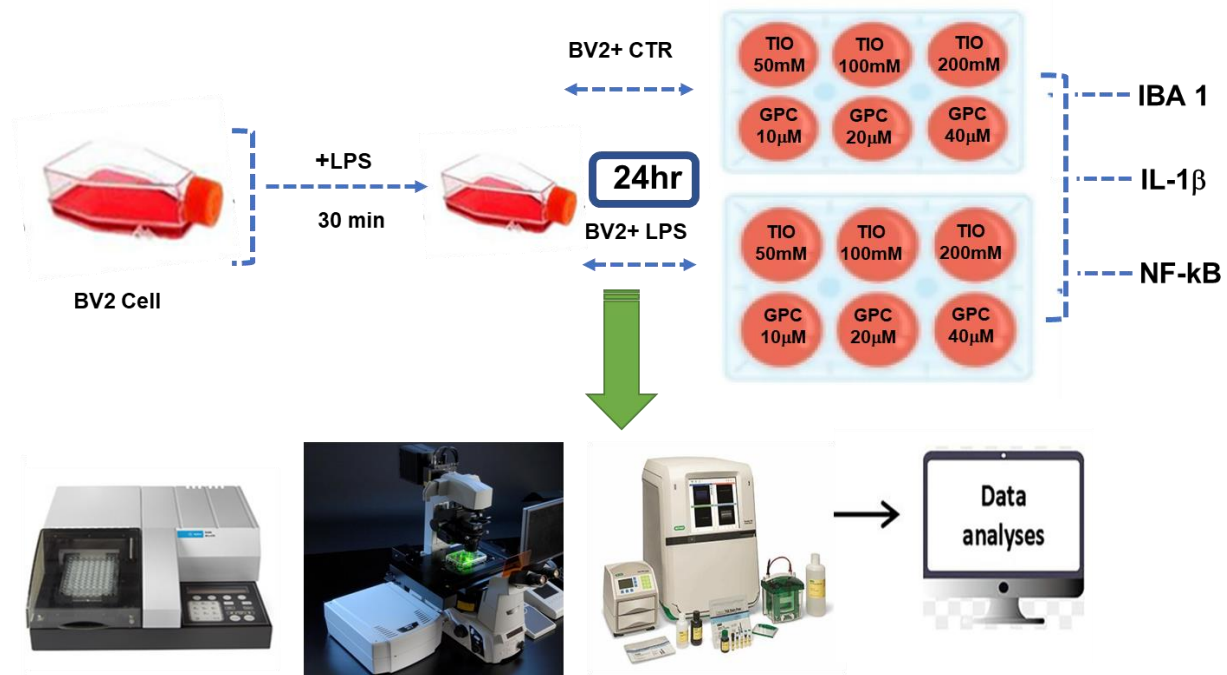 BV2 Cell
+LPS
30 min
BV2+ CTR
24hr
BV2+ LPS
TIO
50mM
TIO
100mM
TIO
200mM
GPC
10µM
GPC
20µM
GPC
40µM
TIO
50mM
TIO
100mM
TIO
200mM
GPC
10µM
GPC
20µM
GPC
40µM
IBA 1
IL-1β
NF-kB
Data
analyses